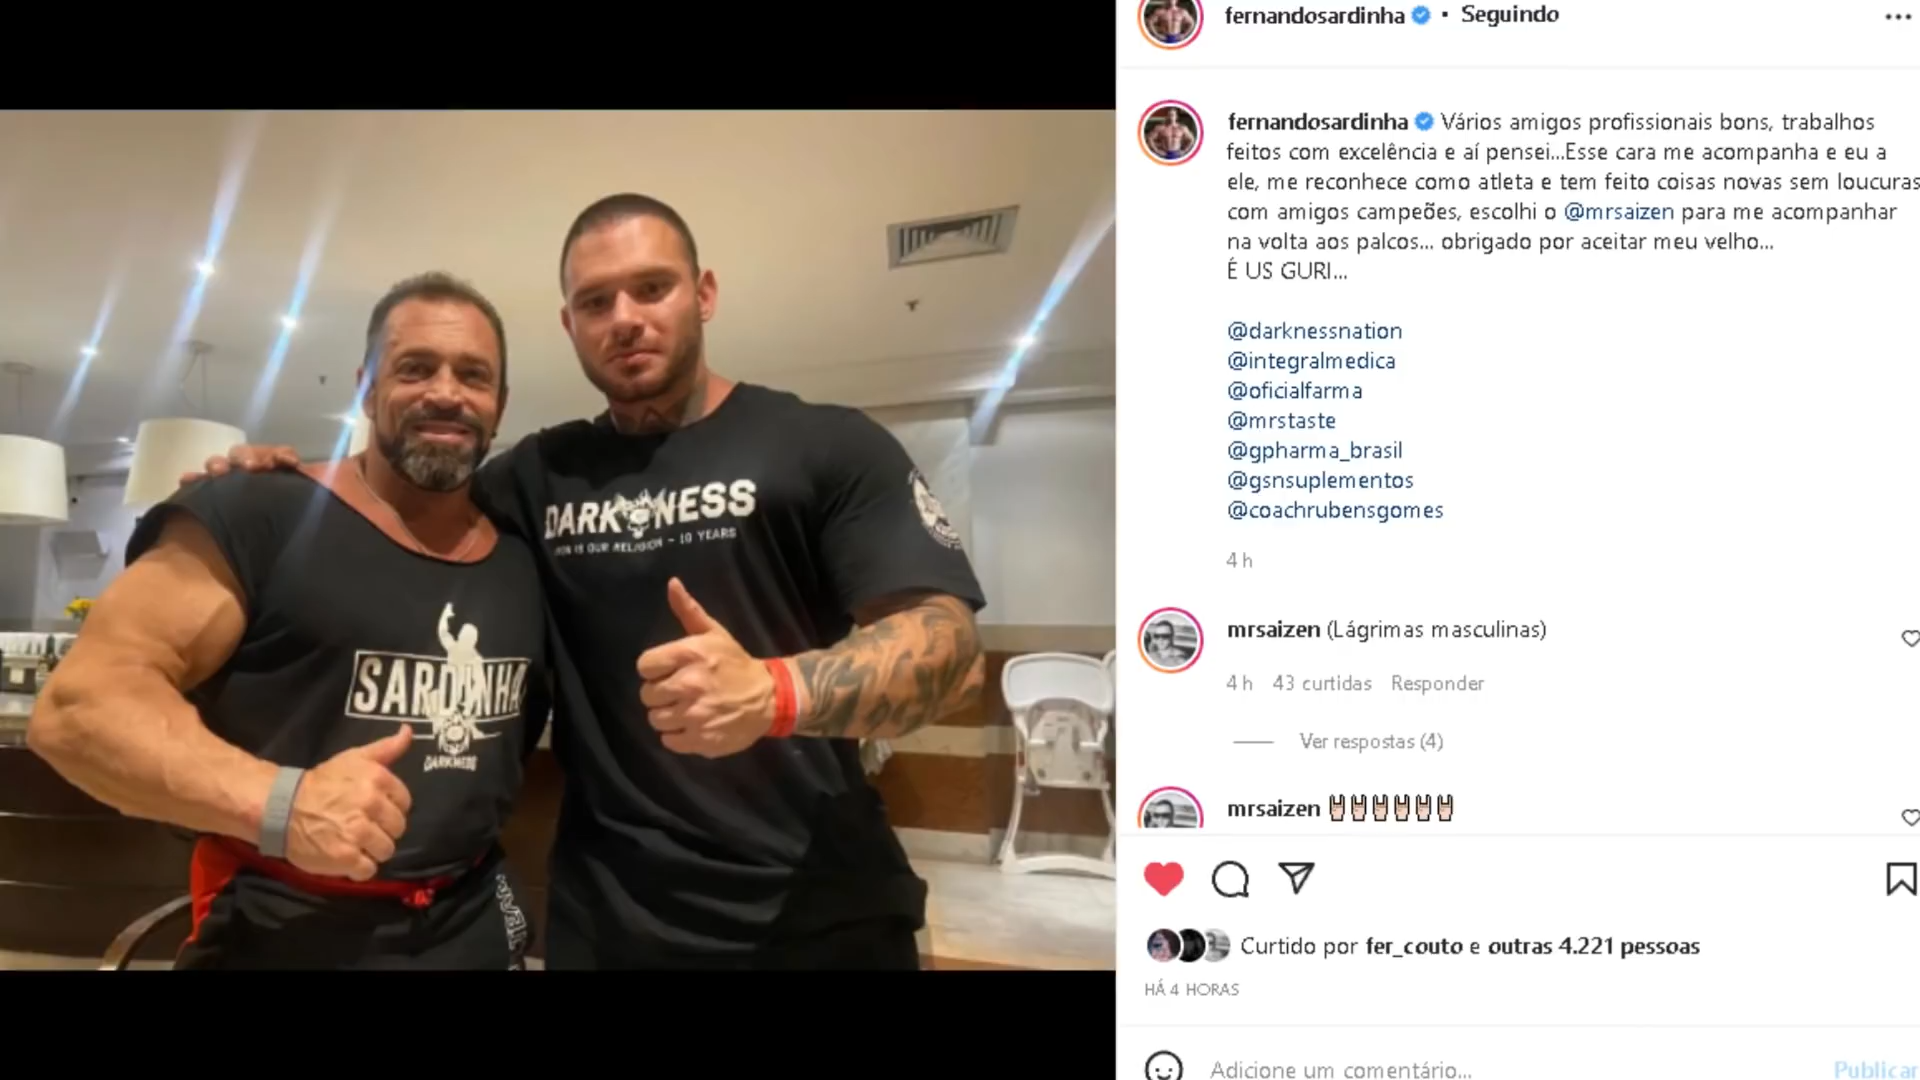 fernandosardinha • Seguindo
fernandosardinha Vários amigos profissionais bons, trabalhos
feitos com excelência e aí pensei...Esse cara me acompanha e eu a
ele, me reconhece como atleta e tem feito coisas novas sem loucuras
com amigos campeões, escolhi o @mrsaizen para me acompanhar
na volta aos palcos... obrigado por aceitar meu velho...
É US GURI...
@darknessnation
@integralmedica
@oficialfarma
@mrstaste
@gpharma_brasil
@gsnsuplementos
@coachrubensgomes
4 h
mrsaizen (Lágrimas masculinas)
4 h 43 curtidas Responder
Ver respostas (4)
mrsaizen 🤘🤘🤘🤘🤘🤘
Curtido por fer_couto e outras 4.221 pessoas
HÁ 4 HORAS
Adicione um comentário...
Publicar
DARKNESS
IRON IS OUR RELIGION - 10 YEARS
SARDINHA
DARKNESS